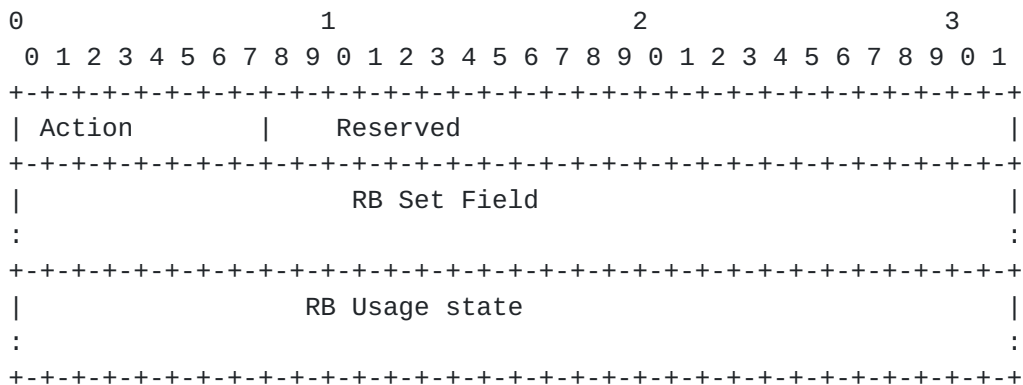 0                   1                   2                   3
 0 1 2 3 4 5 6 7 8 9 0 1 2 3 4 5 6 7 8 9 0 1 2 3 4 5 6 7 8 9 0 1
+-+-+-+-+-+-+-+-+-+-+-+-+-+-+-+-+-+-+-+-+-+-+-+-+-+-+-+-+-+-+-+-+
| Action        |    Reserved                                   |
+-+-+-+-+-+-+-+-+-+-+-+-+-+-+-+-+-+-+-+-+-+-+-+-+-+-+-+-+-+-+-+-+
|                     RB Set Field                              |
:                                                               :
+-+-+-+-+-+-+-+-+-+-+-+-+-+-+-+-+-+-+-+-+-+-+-+-+-+-+-+-+-+-+-+-+
|                  RB Usage state                               |
:                                                               :
+-+-+-+-+-+-+-+-+-+-+-+-+-+-+-+-+-+-+-+-+-+-+-+-+-+-+-+-+-+-+-+-+